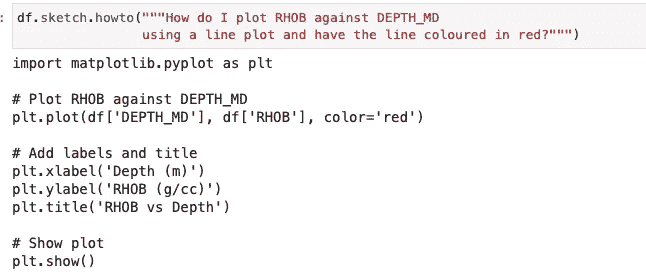 : df.sketch.howto("""How do I plot RHOB against DEPTH_MD
using a line plot and have the line coloured in red?""")
import matplotlib.pyplot as plt
# Plot RHOB against DEPTH_MD
plt.plot(df['DEPTH_MD'], df['RHOB'], color='red')
# Add labels and title
plt.xlabel('Depth (m)')
plt.ylabel('RHOB (g/cc)')
plt.title('RHOB vs Depth')
# Show plot
plt.show()